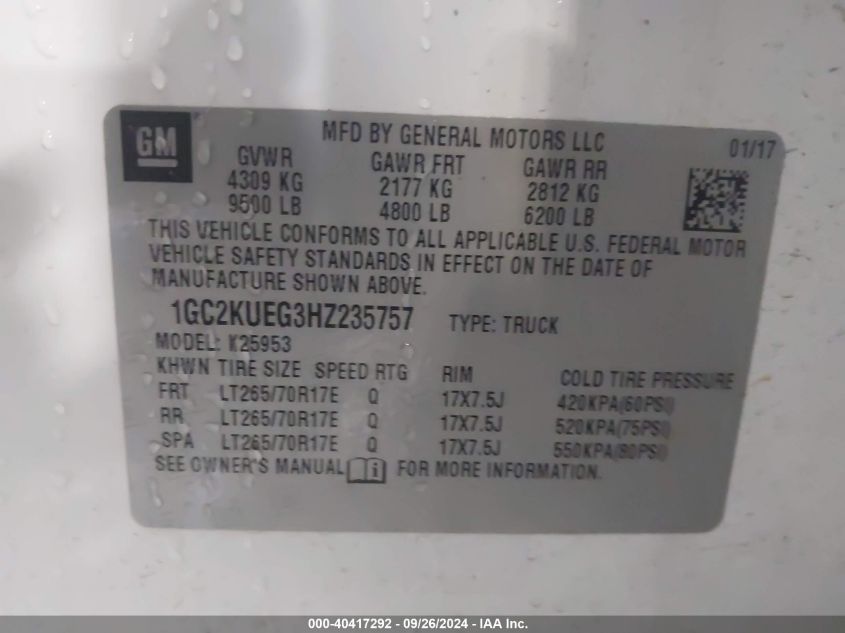 GM
MFD BY GENERAL MOTORS LLC 01/17
GVWR GAWR FRT GAWR RR
4309 KG 2177 KG 2812 KG
9500 LB 4800 LB 6200 LB
THIS VEHICLE CONFORMS TO ALL APPLICABLE U.S. FEDERAL MOTOR
VEHICLE SAFETY STANDARDS IN EFFECT ON THE DATE OF
MANUFACTURE SHOWN ABOVE.
1GC2KUEG3HZ235757 TYPE: TRUCK
MODEL: K25953
KHWN TIRE SIZE SPEED RTG RIM COLD TIRE PRESSURE
FRT LT265/70R17E Q 17X7.5J 420KPA(60PSI)
RR LT265/70R17E Q 17X7.5J 520KPA(75PSI)
SPA LT265/70R17E Q 17X7.5J 550KPA(80PSI)
SEE OWNER'S MANUAL i FOR MORE INFORMATION.
000-40417292 - 09/26/2024 - IAA Inc.